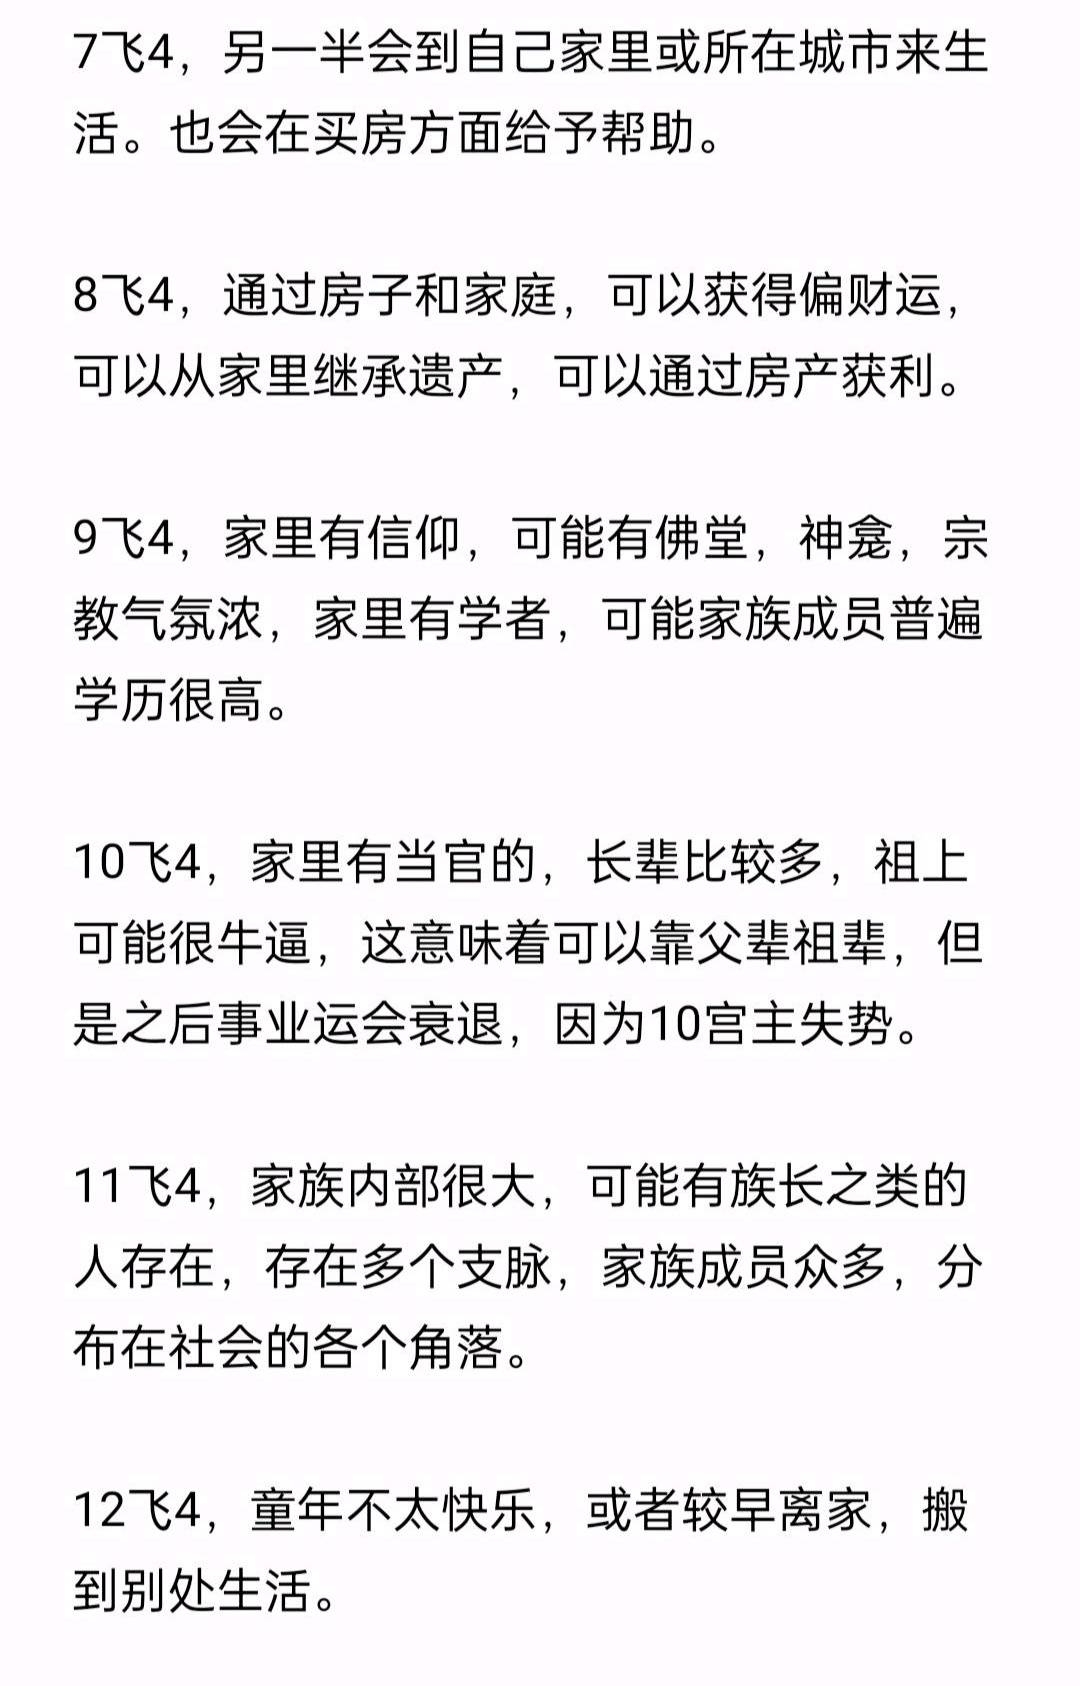 7飞4，另一半会到自己家里或所在城市来生
活。也会在买房方面给予帮助。
8飞4，通过房子和家庭，可以获得偏财运，
可以从家里继承遗产，可以通过房产获利。
9飞4，家里有信仰，可能有佛堂，神龛，宗
教气氛浓，家里有学者，可能家族成员普遍
学历很高。
10飞4，家里有当官的，长辈比较多，祖上
可能很牛逼，这意味着可以靠父辈祖辈，但
是之后事业运会衰退，因为10宫主失势。
11飞4，家族内部很大，可能有族长之类的
人存在，存在多个支脉，家族成员众多，分
布在社会的各个角落。
12飞4，童年不太快乐，或者较早离家，搬
到别处生活。